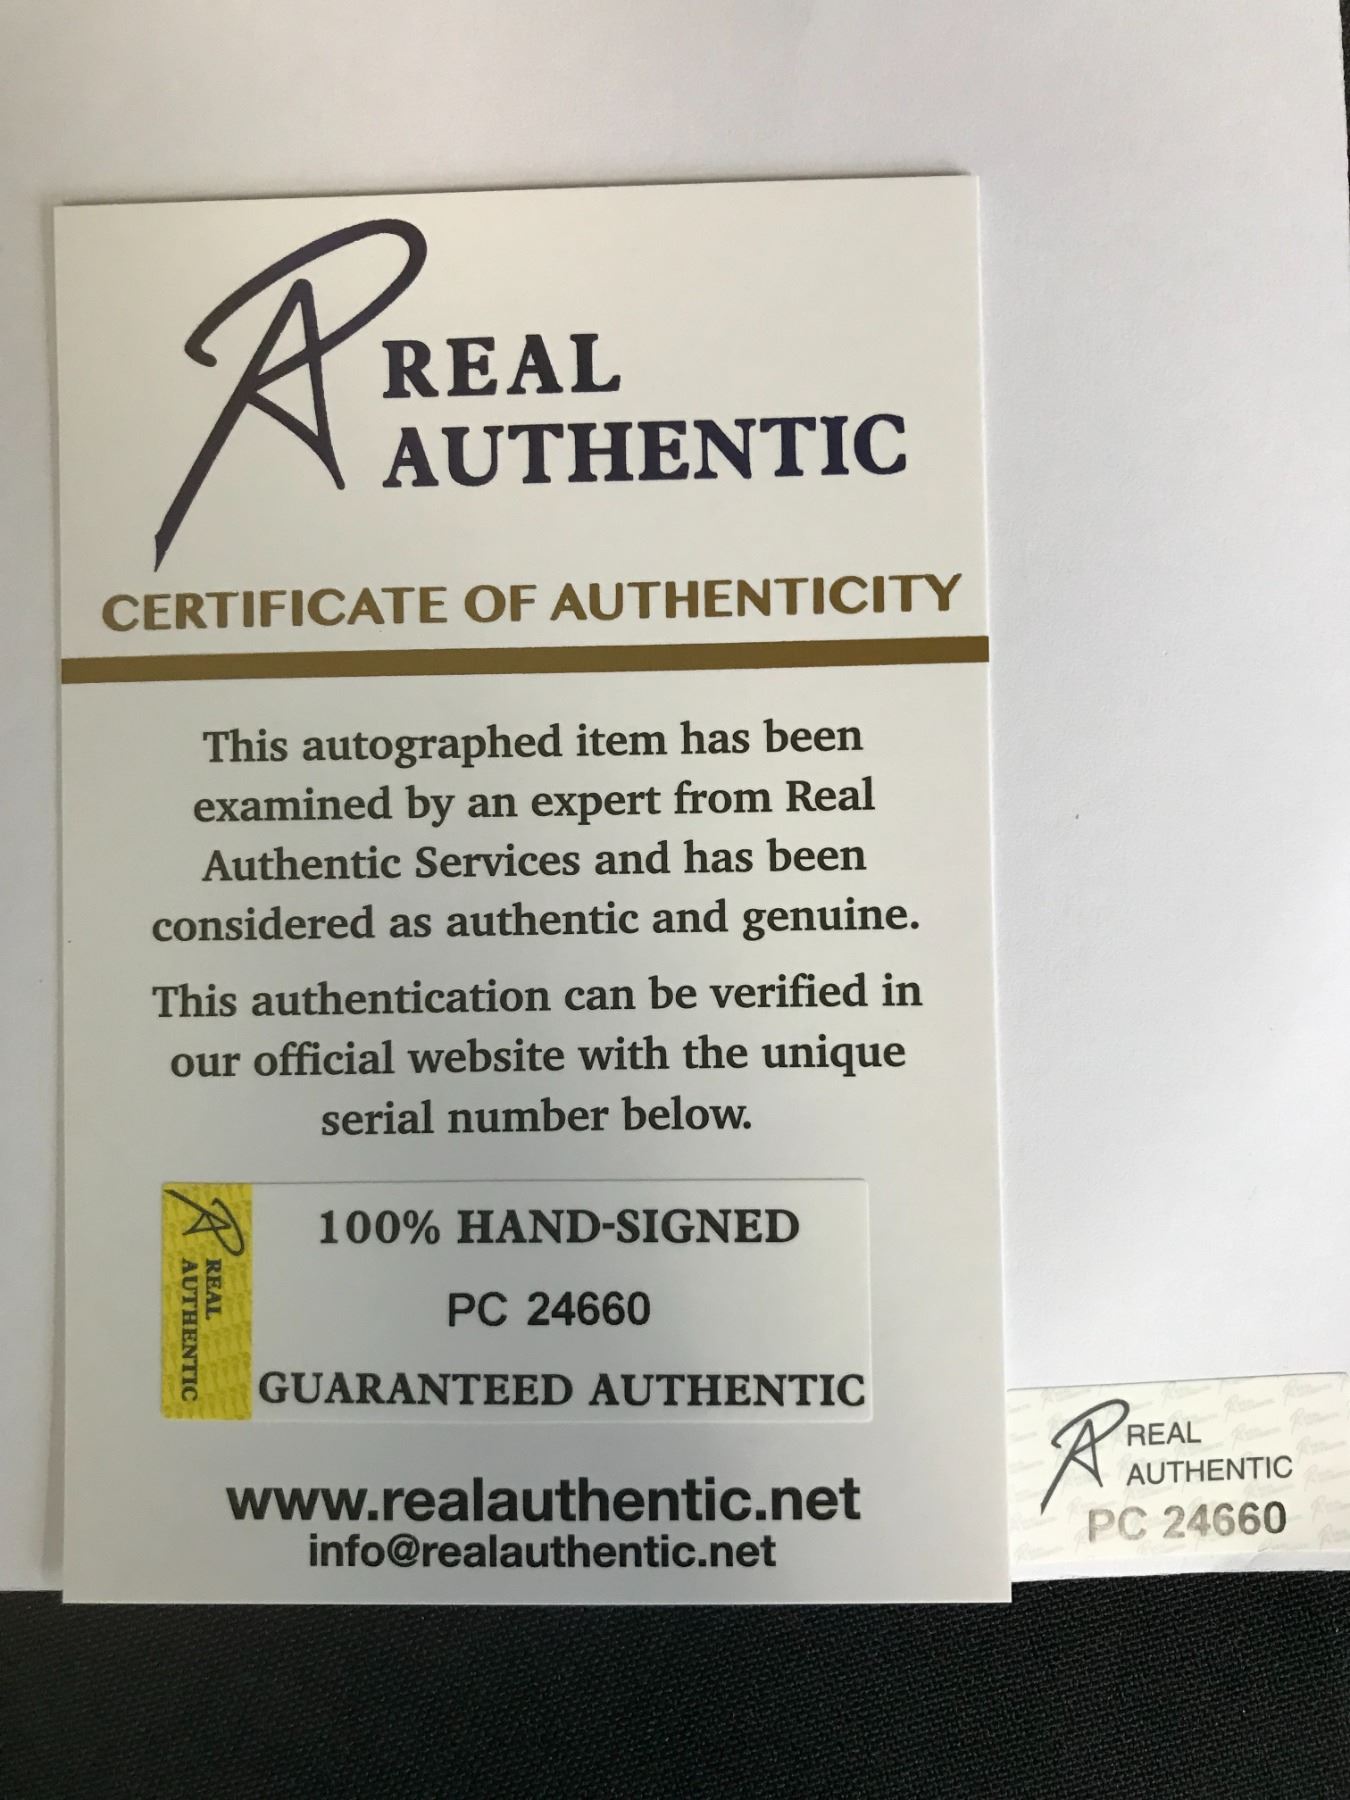 REAL
AUTHENTIC
CERTIFICATE OF AUTHENTICITY
This autographed item has been
examined by an expert from Real
Authentic Services and has been
considered as authentic and genuine.
This authentication can be verified in
our official website with the unique
serial number below.
REAL
AUTHENTIC
100% HAND-SIGNED
PC 24660
GUARANTEED AUTHENTIC
www.realauthentic.net
info@realauthentic.net
REAL
AUTHENTIC
PC 24660